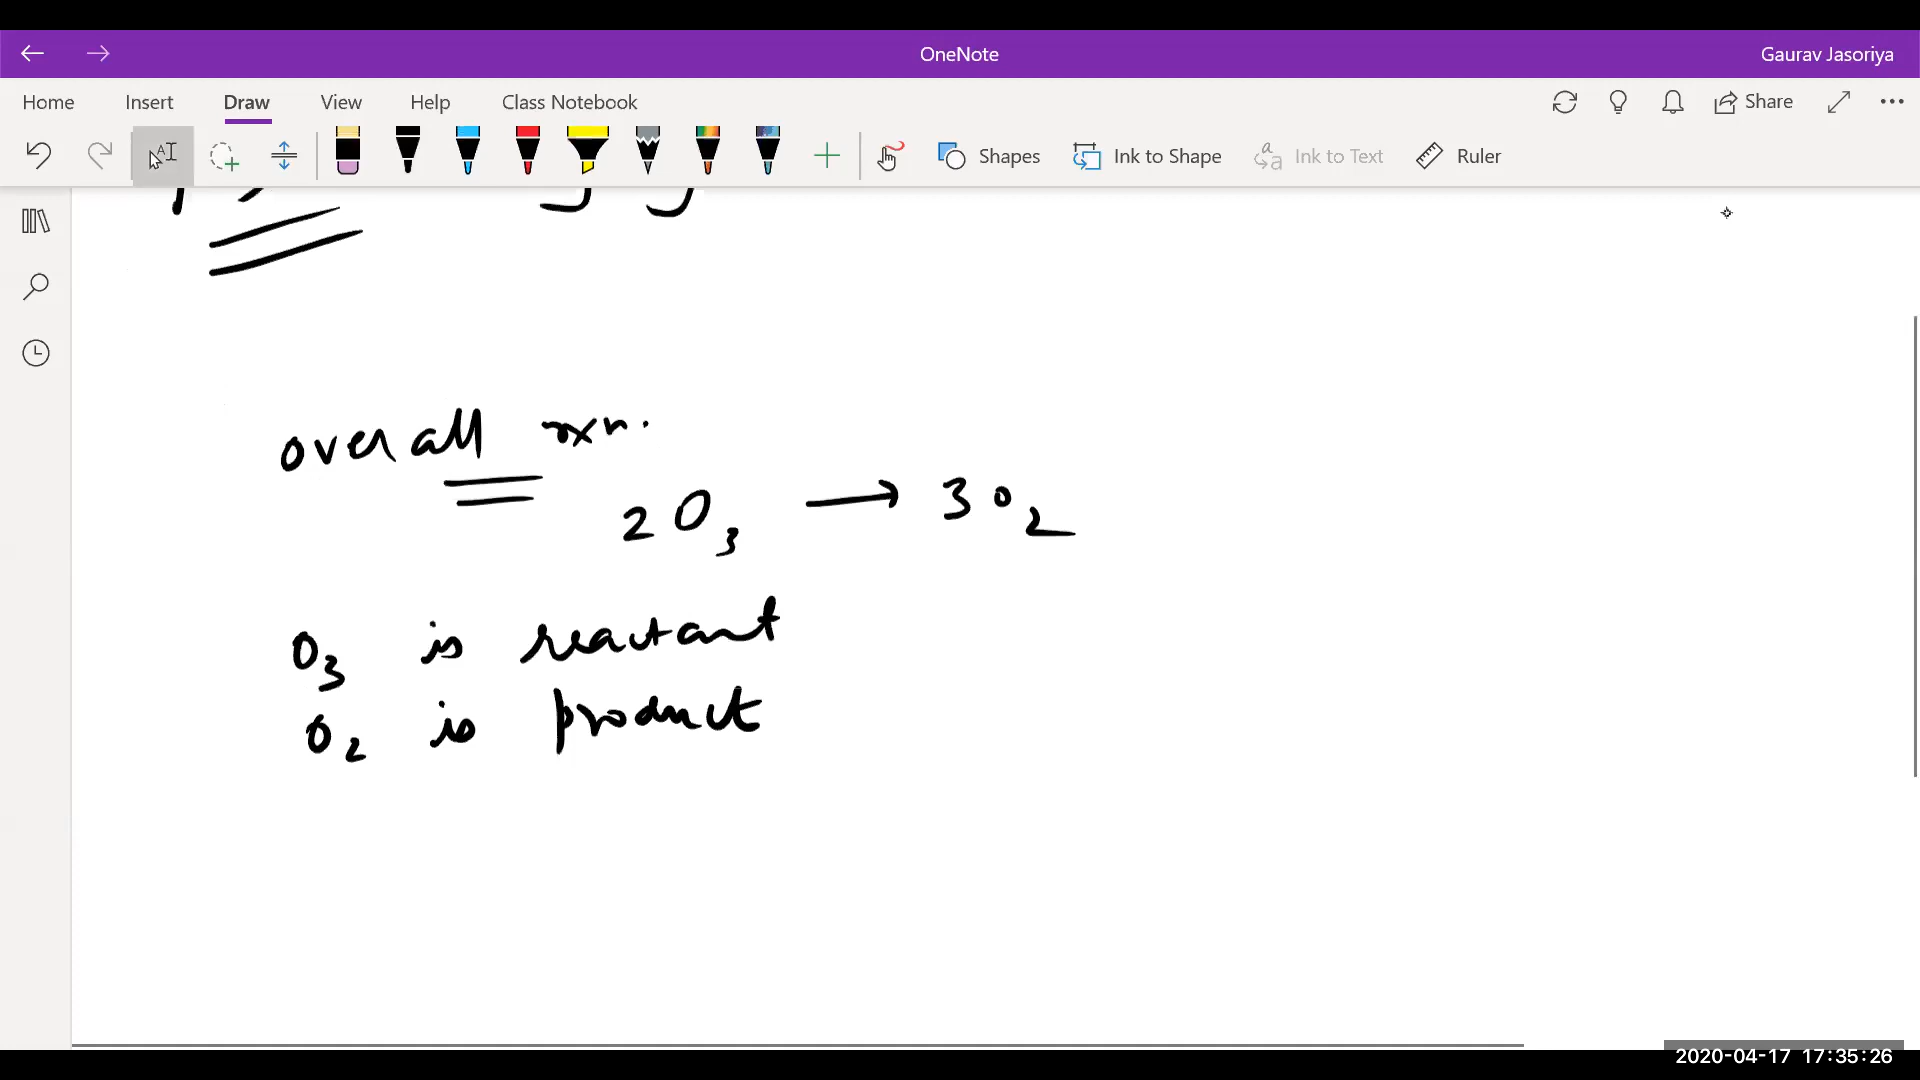 OneNote
Gaurav Jasoriya
Home Insert Draw View Help Class Notebook Share
Shapes Ink to Shape Ink to Text Ruler
overall rxn.
2O₃ → 3O₂
O₃ is reactant
O₂ is product
2020-04-17 17:35:26